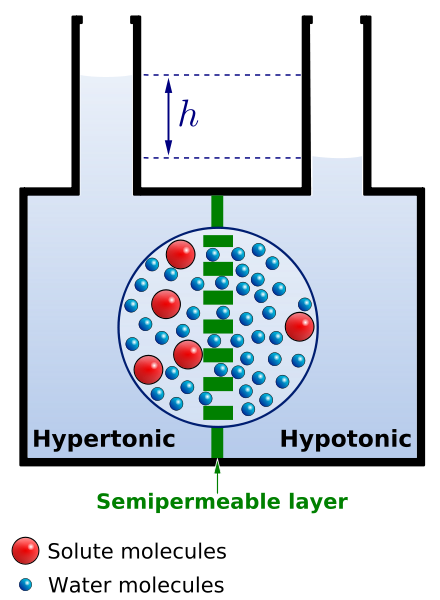 h
Hypertonic
Hypotonic
Semipermeable layer
Solute molecules
Water molecules